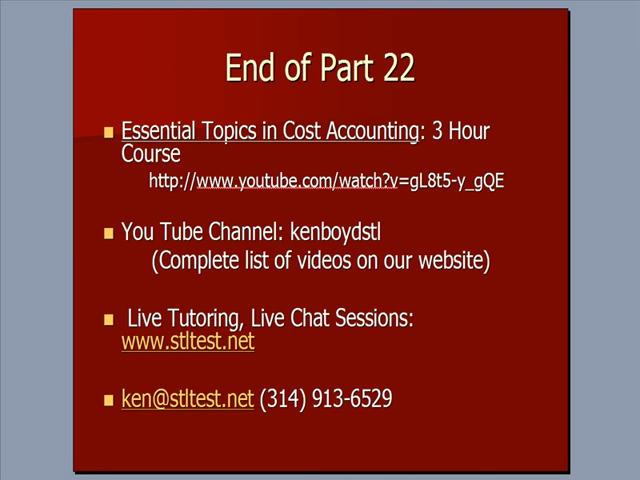 End of Part 22
Essential Topics in Cost Accounting: 3 Hour
Course
http://www.youtube.com/watch?v=gL8t5-y_gQE
You Tube Channel: kenboydstl
(Complete list of videos on our website)
Live Tutoring, Live Chat Sessions:
www.stltest.net
ken@stltest.net (314) 913-6529